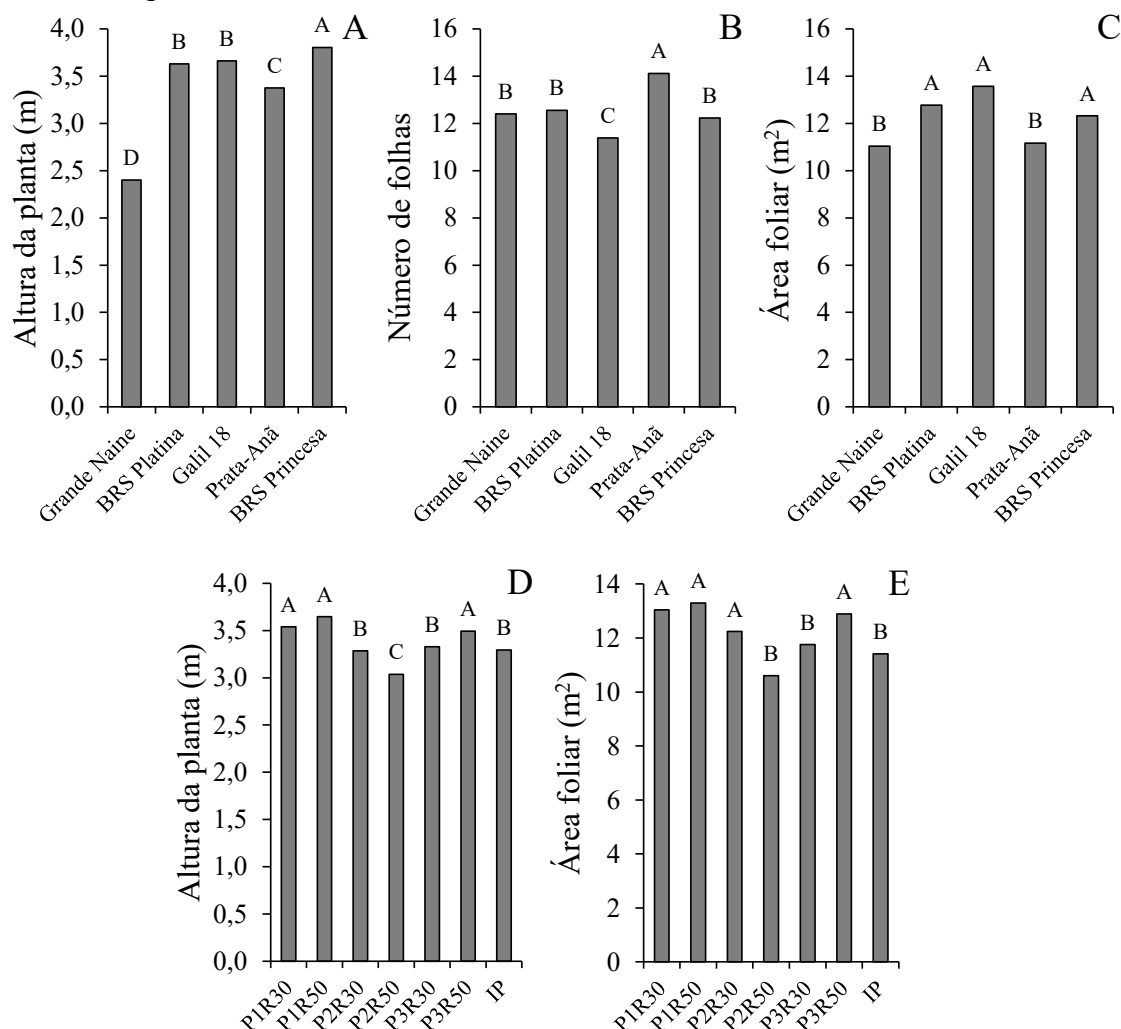 A
Altura da planta (m)
4,0
3,5
3,0
2,5
2,0
1,5
1,0
0,5
0,0
D
B
B
C
A
Grande Naine
BRS Platina
Galil 18
Prata-Anã
BRS Princesa
B
Número de folhas
16
14
12
10
8
6
4
2
0
B
B
C
A
B
Grande Naine
BRS Platina
Galil 18
Prata-Anã
BRS Princesa
C
Área foliar (m²)
16
14
12
10
8
6
4
2
0
B
A
A
B
A
Grande Naine
BRS Platina
Galil 18
Prata-Anã
BRS Princesa
D
Altura da planta (m)
4,0
3,5
3,0
2,5
2,0
1,5
1,0
0,5
0,0
A
A
B
C
B
A
B
P1R30
P1R50
P2R30
P2R50
P3R30
P3R50
IP
E
Área foliar (m²)
14
12
10
8
6
4
2
0
A
A
A
B
B
A
B
P1R30
P1R50
P2R30
P2R50
P3R30
P3R50
IP